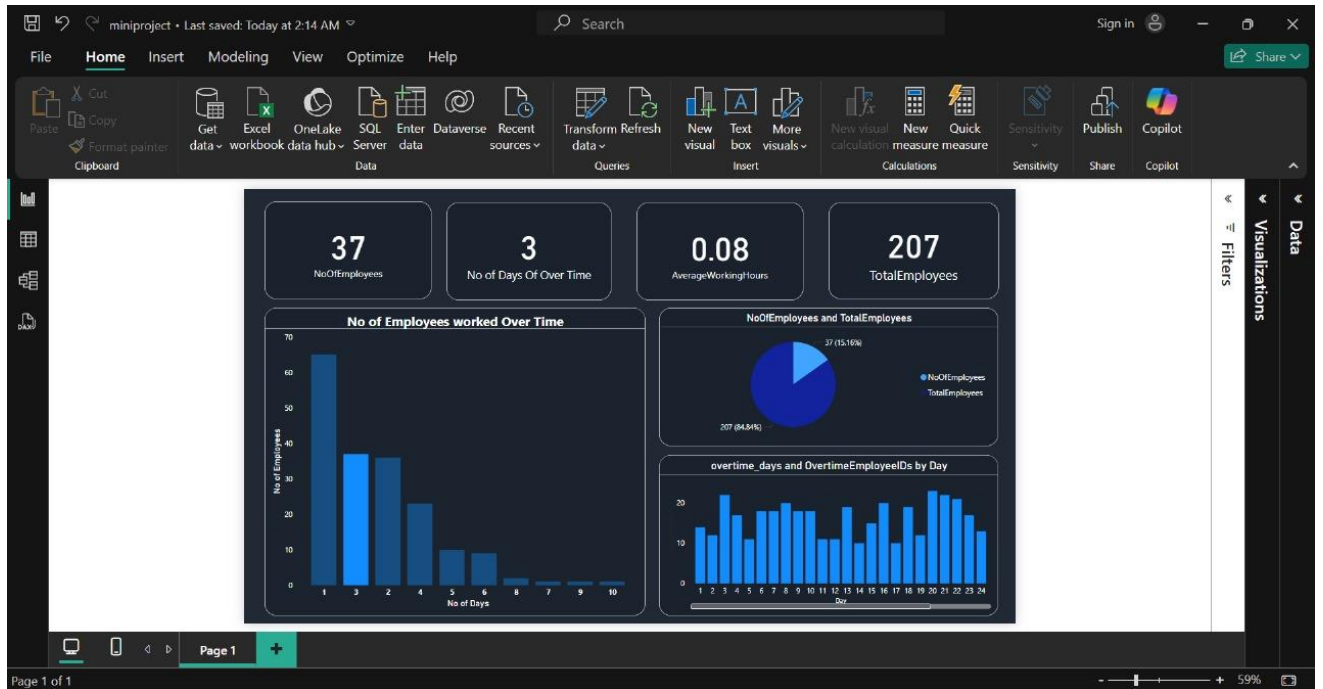 miniproject • Last saved: Today at 2:14 AM
Search
Sign in
File Home Insert Modeling View Optimize Help
Share
Paste
Cut
Copy
Format painter
Clipboard
Get data
Excel workbook
OneLake data hub
SQL Server
Enter data
Dataverse
Recent sources
Data
Transform data
Refresh
Queries
New visual
Text box
More visuals
Insert
New visual calculation
New measure
Quick measure
Calculations
Sensitivity
Sensitivity
Publish
Share
Copilot
Copilot
DAX
37
NoOfEmployees
3
No of Days Of Over Time
0.08
AverageWorkingHours
207
TotalEmployees
No of Employees worked Over Time
No of Employees
70
60
50
40
30
20
10
0
1 3 2 4 5 6 8 7 9 10
No of Days
NoOfEmployees and TotalEmployees
37 (15.16%)
207 (84.84%)
NoOfEmployees
TotalEmployees
overtime_days and OvertimeEmployeeIDs by Day
20
10
0
1 2 3 4 5 6 7 8 9 10 11 12 13 14 15 16 17 18 19 20 21 22 23 24
Day
Filters
Visualizations
Data
Page 1
Page 1 of 1
59%